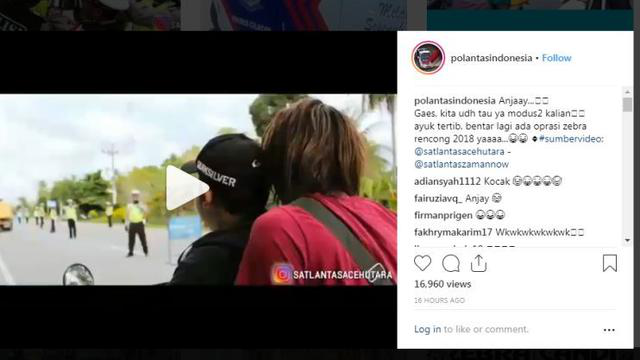 polantasindonesia • Follow
polantasindonesia Anjaay...
Gaes, kita udh tau ya modus2 kalian
ayuk tertib, bentar lagi ada oprasi zebra
rencong 2018 yaaaa...😂😂 #sumbervideo:
@satlantasacehutara -
@satlantaszamannow
adiansyah1112 Kocak 😂😂😂😂😂
fairuziavq_ Anjay 😂
firmanprigen 😂😂😂
fakhrymakarim17 Wkwkwkwkwkwk
QUIKSILVER
SATLANTASACEHUTARA
16,960 views
16 HOURS AGO
Log in to like or comment.